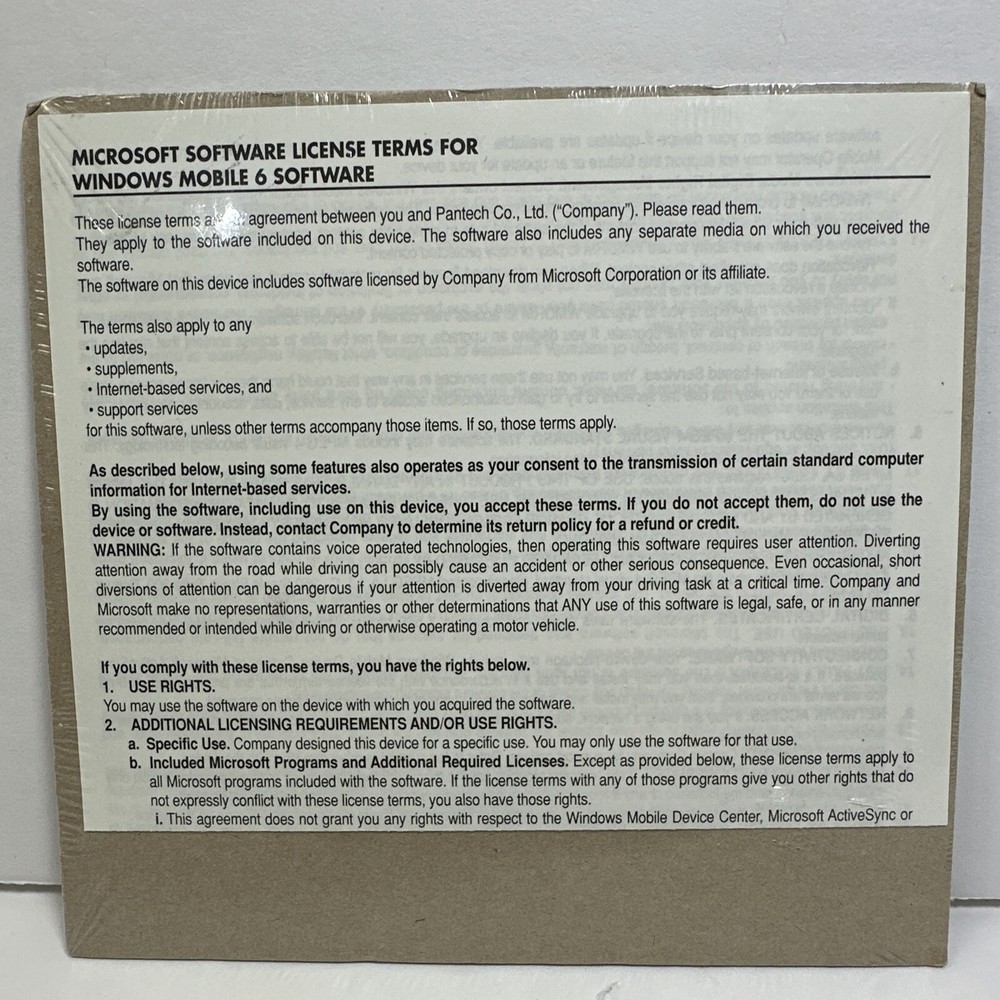 MICROSOFT SOFTWARE LICENSE TERMS FOR
WINDOWS MOBILE 6 SOFTWARE
These license terms agreement between you and Pantech Co., Ltd. (“Company”). Please read them.
They apply to the software included on this device. The software also includes any separate media on which you received the
software.
The software on this device includes software licensed by Company from Microsoft Corporation or its affiliate.
The terms also apply to any
• updates,
• supplements,
• Internet-based services, and
• support services
for this software, unless other terms accompany those items. If so, those terms apply.
As described below, using some features also operates as your consent to the transmission of certain standard computer
information for Internet-based services.
By using the software, including use on this device, you accept these terms. If you do not accept them, do not use the
device or software. Instead, contact Company to determine its return policy for a refund or credit.
WARNING: If the software contains voice operated technologies, then operating this software requires user attention. Diverting
attention away from the road while driving can possibly cause an accident or other serious consequence. Even occasional, short
diversions of attention can be dangerous if your attention is diverted away from your driving task at a critical time. Company and
Microsoft make no representations, warranties or other determinations that ANY use of this software is legal, safe, or in any manner
recommended or intended while driving or otherwise operating a motor vehicle.
If you comply with these license terms, you have the rights below.
1. USE RIGHTS.
You may use the software on the device with which you acquired the software.
2. ADDITIONAL LICENSING REQUIREMENTS AND/OR USE RIGHTS.
a. Specific Use. Company designed this device for a specific use. You may only use the software for that use.
b. Included Microsoft Programs and Additional Required Licenses. Except as provided below, these license terms apply to
all Microsoft programs included with the software. If the license terms with any of those programs give you other rights that do
not expressly conflict with these license terms, you also have those rights.
i. This agreement does not grant you any rights with respect to the Windows Mobile Device Center, Microsoft ActiveSync or